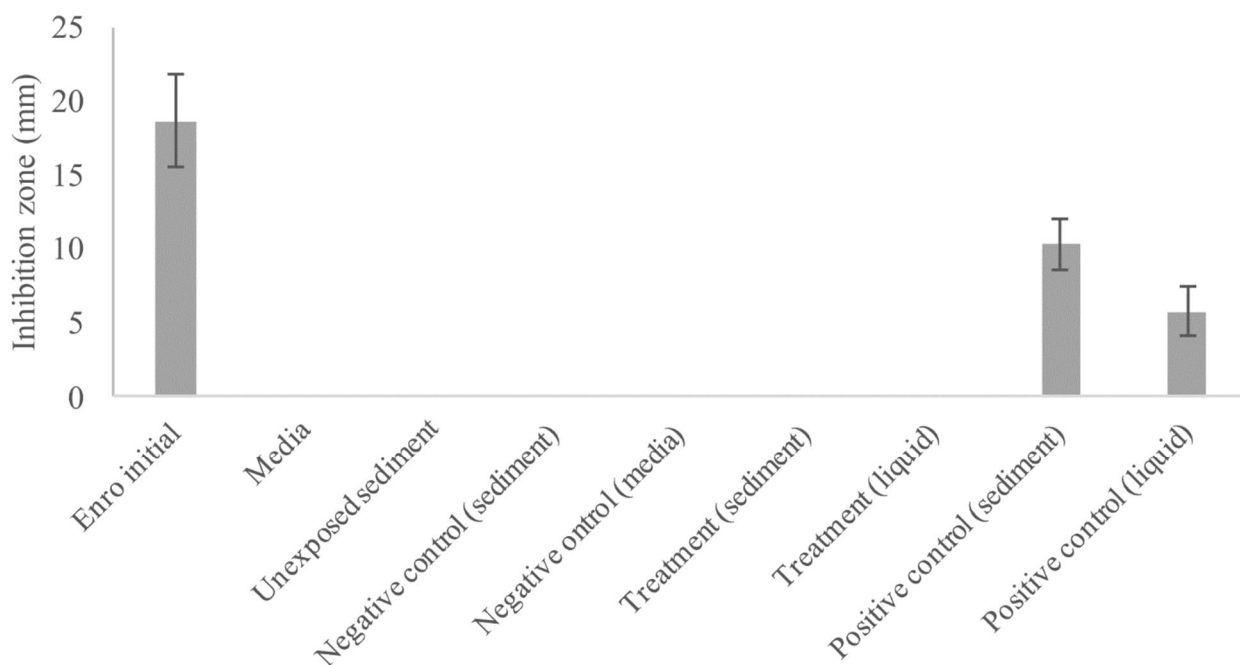 25
20
15
10
5
0
Inhibition zone (mm)
Enro initial
Media
Unexposed sediment
Negative control (sediment)
Negative ontrol (media)
Treatment (sediment)
Treatment (liquid)
Positive control (sediment)
Positive control (liquid)